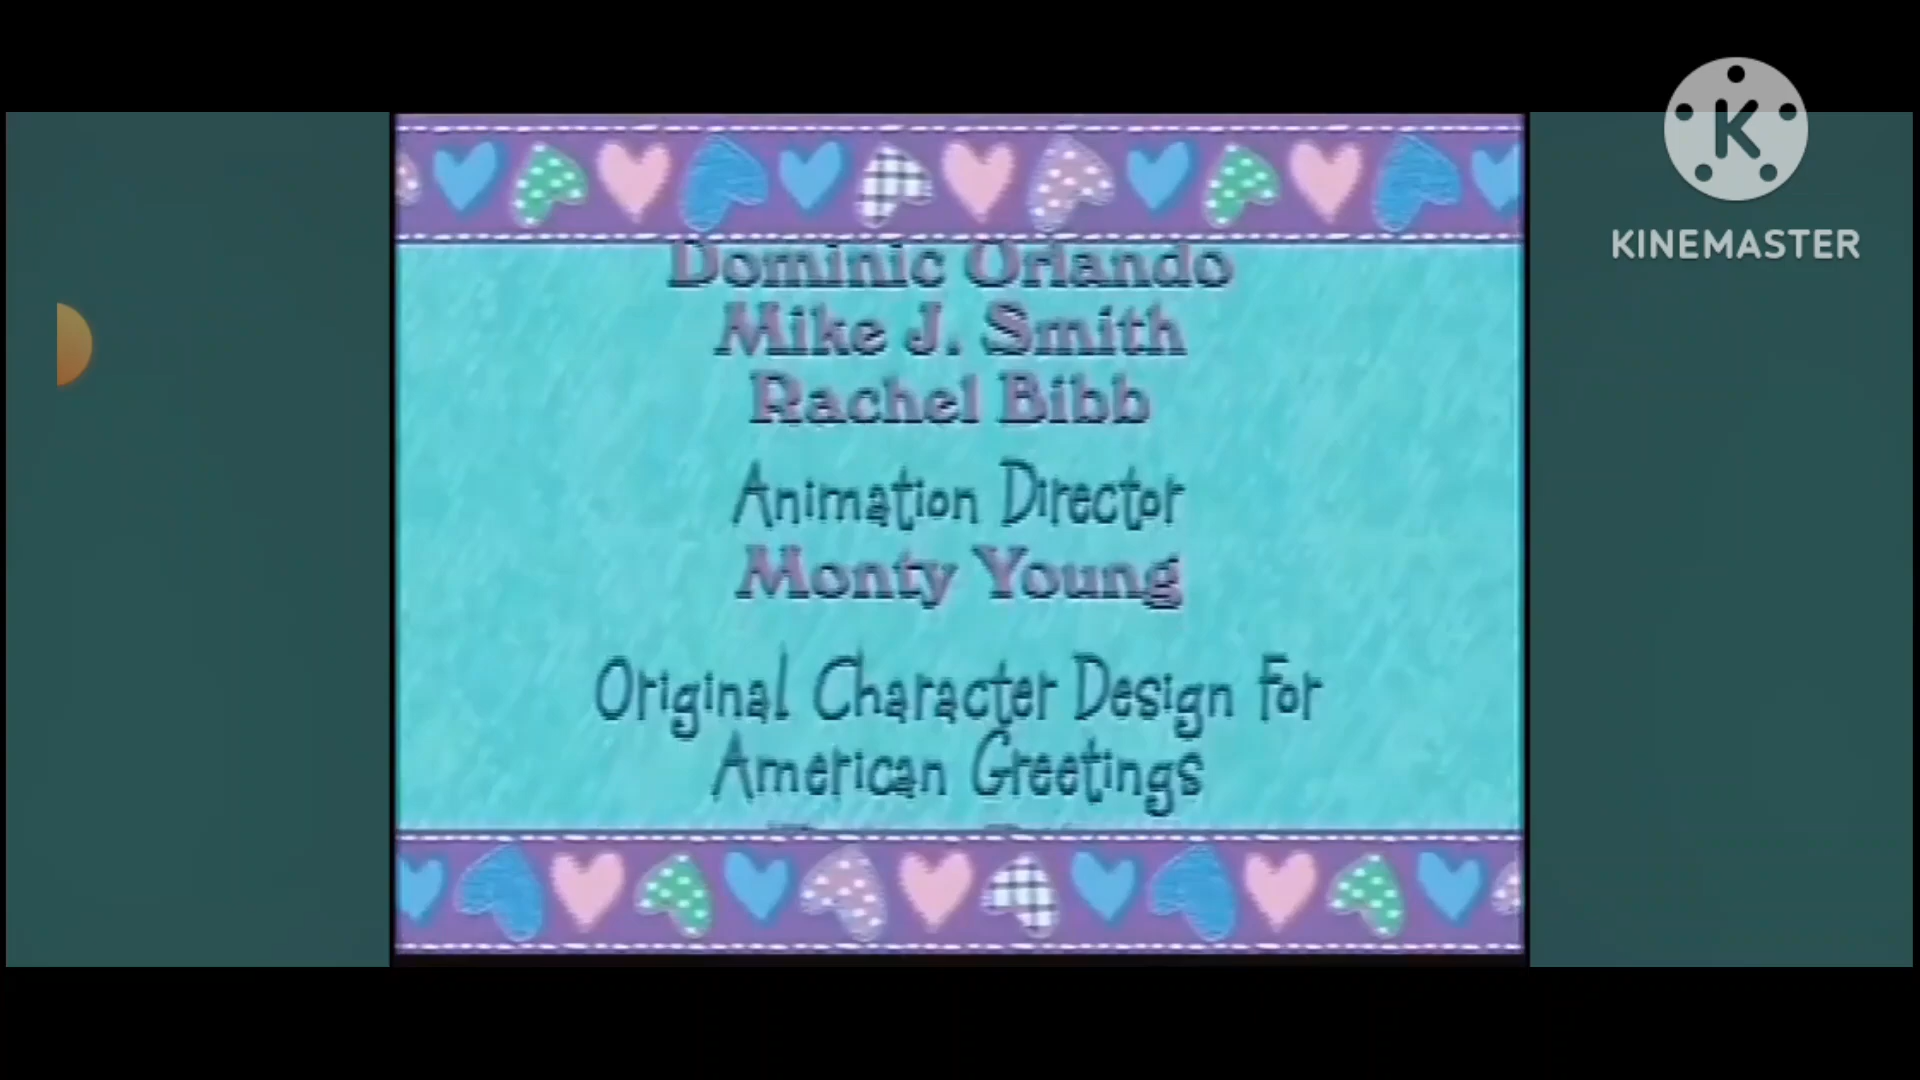 K
KINEMASTER
Dominic Orlando
Mike J. Smith
Rachel Bibb
Animation Director
Monty Young
Original Character Design for
American Greetings